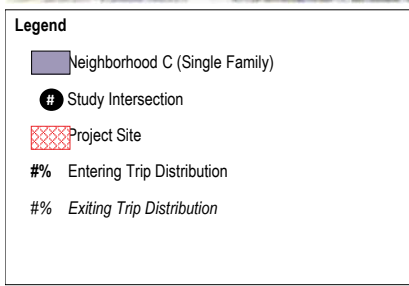 Legend
Neighborhood C (Single Family)
# Study Intersection
Project Site
#% Entering Trip Distribution
#% Exiting Trip Distribution